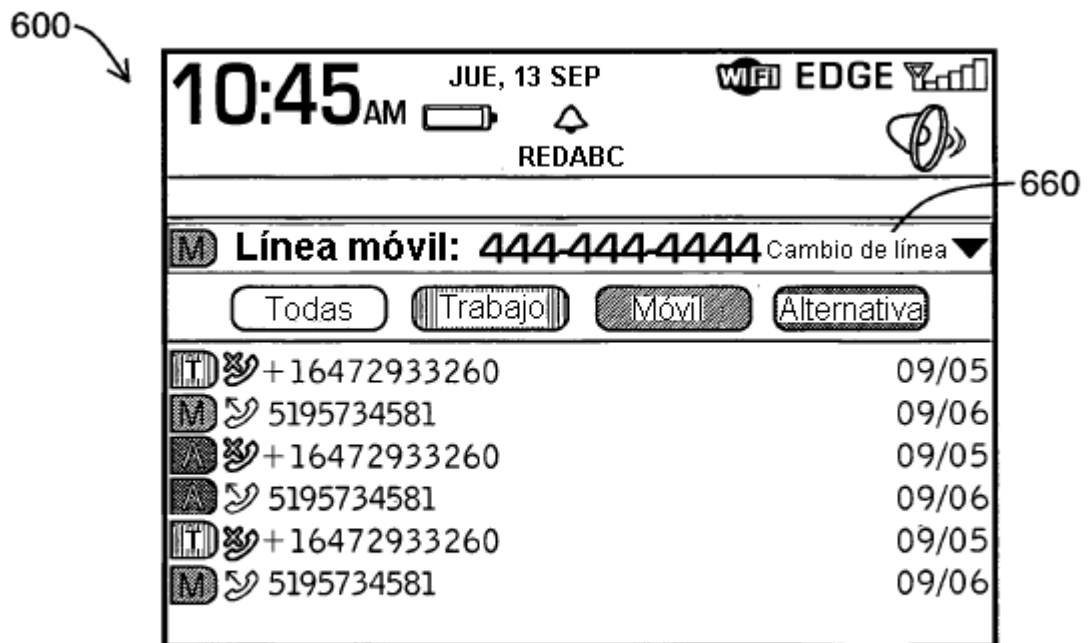 600
10:45 AM JUE, 13 SEP WIFI EDGE
REDABC
660
M Línea móvil: 444-444-4444 Cambio de línea
Todas Trabajo Móvil Alternativa
T +16472933260 09/05
M 5195734581 09/06
A +16472933260 09/05
A 5195734581 09/06
T +16472933260 09/05
M 5195734581 09/06